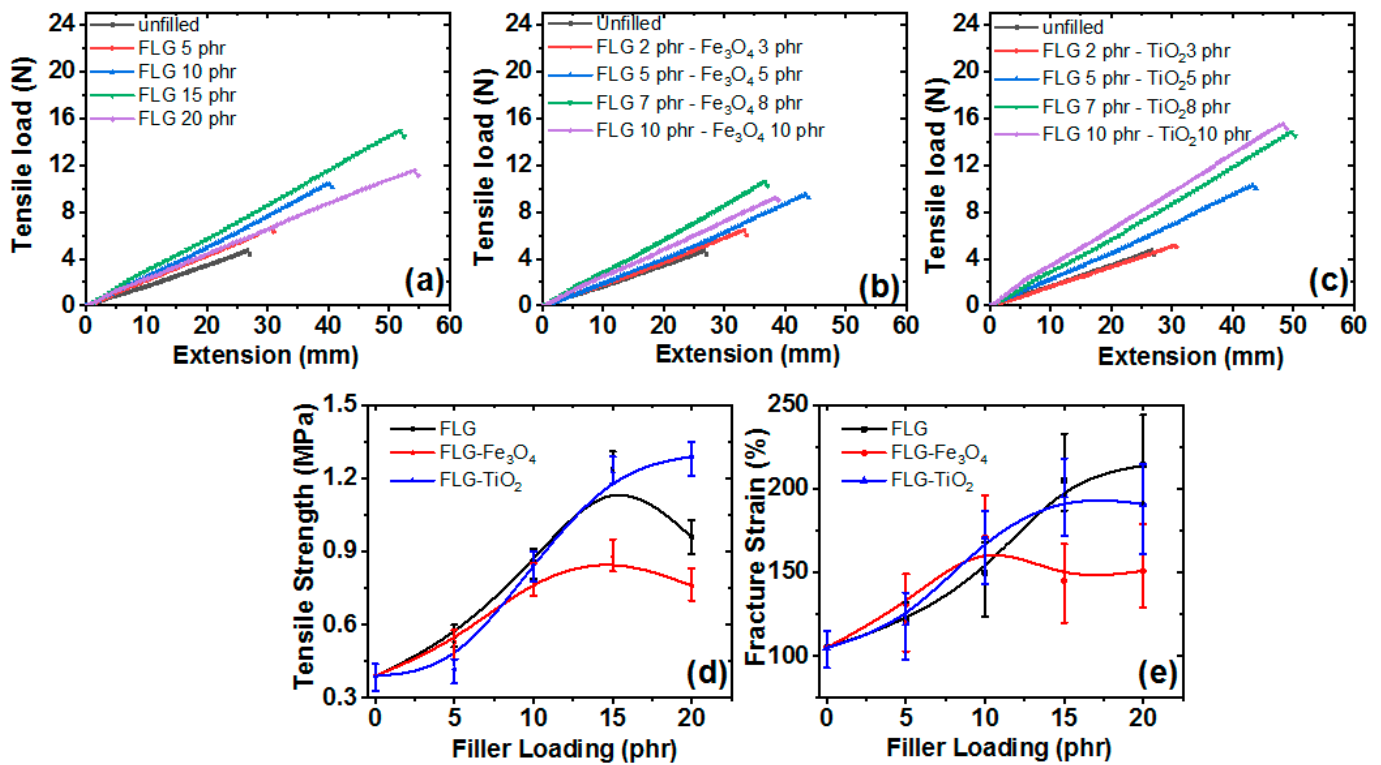 24
20
16
12
8
4
0
Tensile load (N)
unfilled
FLG 5 phr
FLG 10 phr
FLG 15 phr
FLG 20 phr
(a)
0 10 20 30 40 50 60
Extension (mm)
24
20
16
12
8
4
0
Tensile load (N)
Unfilled
FLG 2 phr - Fe₃O₄ 3 phr
FLG 5 phr - Fe₃O₄ 5 phr
FLG 7 phr - Fe₃O₄ 8 phr
FLG 10 phr - Fe₃O₄ 10 phr
(b)
0 10 20 30 40 50 60
Extension (mm)
24
20
16
12
8
4
0
Tensile load (N)
unfilled
FLG 2 phr - TiO₂3 phr
FLG 5 phr - TiO₂5 phr
FLG 7 phr - TiO₂8 phr
FLG 10 phr - TiO₂10 phr
(c)
0 10 20 30 40 50 60
Extension (mm)
1.5
1.2
0.9
0.6
0.3
Tensile Strength (MPa)
FLG
FLG-Fe₃O₄
FLG-TiO₂
(d)
0 5 10 15 20
Filler Loading (phr)
250
200
150
100
Fracture Strain (%)
FLG
FLG-Fe₃O₄
FLG-TiO₂
(e)
0 5 10 15 20
Filler Loading (phr)